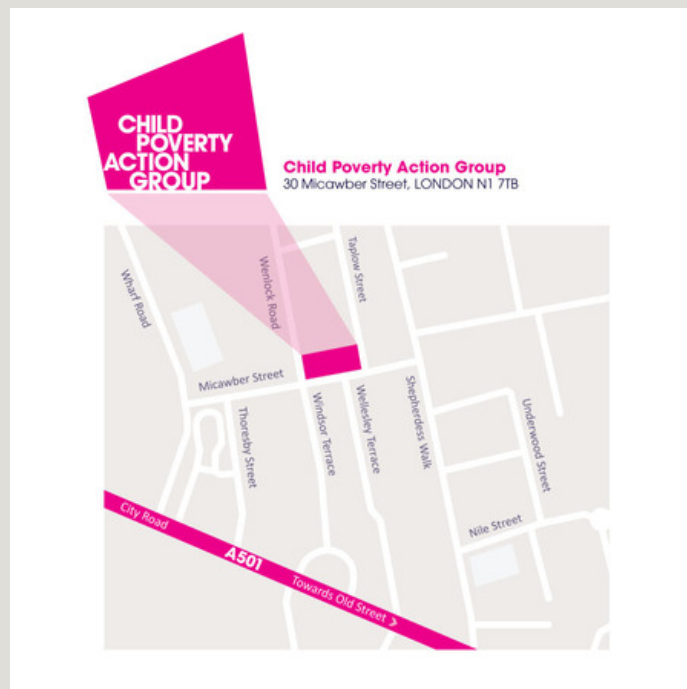 CHILD
POVERTY
ACTION
GROUP
Child Poverty Action Group
30 Micawber Street, LONDON N1 7TB
Wharf Road
Wenlock Road
Taplow Street
Micawber Street
Thoresby Street
Windsor Terrace
Wellesley Terrace
Shepherdess Walk
Underwood Street
Nile Street
City Road
A501
Towards Old Street >